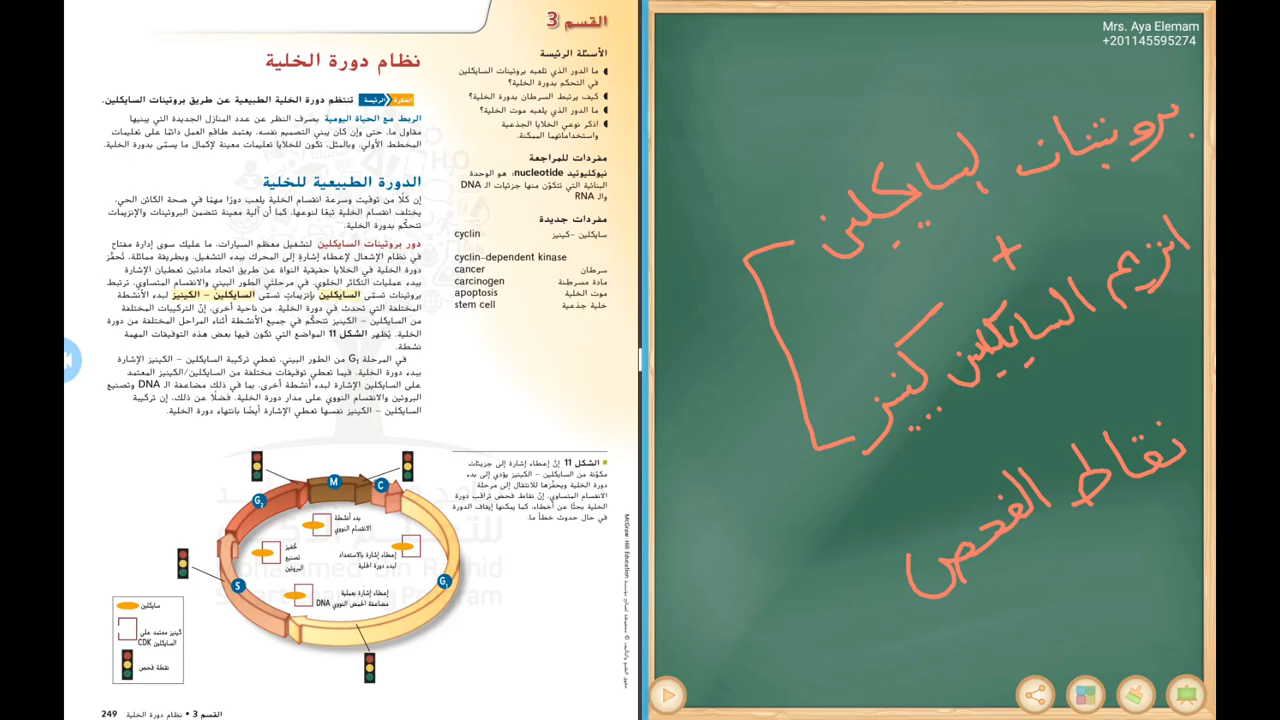 القسم 3
الأسئلة الرئيسة
ما الدور الذي تلعبه بروتينات السايكلين
في التحكم بدورة الخلية؟
كيف يرتبط السرطان بدورة الخلية؟
ما الدور الذي يلعبه موت الخلية؟
اذكر نوعي الخلايا الجذعية
واستخداماتهما الممكنة.
مفردات للمراجعة
نيوكليوتيد nucleotide: هو الوحدة
البنائية التي تتكوّن منها جزئيات الـ DNA
والـ RNA
مفردات جديدة
سايكلين -كينيز cyclin
cyclin-dependent kinase
سرطان cancer
مادة مسرطنة carcinogen
موت الخلية apoptosis
خلية جذعية stem cell
نظام دورة الخلية
الفكرة الرئيسة تنتظم دورة الخلية الطبيعية عن طريق بروتينات السايكلين.
الربط مع الحياة اليومية بصرف النظر عن عدد المنازل الجديدة التي يبنيها
مقاول ما، حتى وإن كان يبني التصميم نفسه، يعتمد طاقم العمل دائمًا على تعليمات
المخطط الأولي. وبالمثل، تكون للخلايا تعليمات معينة لإكمال ما يسمّى بدورة الخلية.
الدورة الطبيعية للخلية
إن كلًا من توقيت وسرعة انقسام الخلية يلعب دورًا مهمًا في صحة الكائن الحي.
يختلف انقسام الخلية تبعًا لنوعها. كما أن آلية معينة تتضمن البروتينات والإنزيمات
تتحكّم بدورة الخلية.
دور بروتينات السايكلين لتشغيل معظم السيارات، ما عليك سوى إدارة مفتاح
في نظام الإشعال لإعطاء إشارة إلى المحرك ببدء التشغيل. وبطريقة مماثلة، تُحفَّز
دورة الخلية في الخلايا حقيقية النواة عن طريق اتحاد مادتين تعطيان الإشارة
ببدء عمليات التكاثر الخلوي. في مرحلتي الطور البيني والانقسام المتساوي، ترتبط
بروتينات تسمّى السايكلين بإنزيمات تسمّى السايكلين – الكينيز لبدء الأنشطة
المختلفة التي تحدث في دورة الخلية. من ناحية أخرى، إنّ التركيبات المختلفة
من السايكلين - الكينيز تتحكّم في جميع الأنشطة أثناء المراحل المختلفة من دورة
الخلية. يُظهر الشكل 11 المواضع التي تكون فيها بعض هذه التوقيفات المهمة
نشطة.
في المرحلة G1 من الطور البيني، تعطي تركيبة السايكلين – الكينيز الإشارة
ببدء دورة الخلية. فيما تعطي توقيفات مختلفة من السايكلين/الكينيز المعتمد
على السايكلين الإشارة لبدء أنشطة أخرى، بما في ذلك مضاعفة الـ DNA وتصنيع
البروتين والانقسام النووي على مدار دورة الخلية. فضلًا عن ذلك، إن تركيبة
السايكلين – الكينيز نفسها تعطي الإشارة أيضًا بانتهاء دورة الخلية.
الشكل 11 إنّ إعطاء إشارة إلى جزيئات
مكوّنة من السايكلين – الكينيز يؤدي إلى بدء
دورة الخلية ويحفّزها للانتقال إلى مرحلة
الانقسام المتساوي. إنّ نقاط فحص تراقب دورة
الخلية بحثًا عن أخطاء، كما يمكنها إيقاف الدورة
في حال حدوث خطأ ما.
M
C
G2
S
G1
بدء أنشطة
الانقسام النووي
تحفيز
تصنيع
البروتين
إعطاء إشارة بالاستعداد
لبدء دورة الخلية
إعطاء إشارة بعملية
مضاعفة الحمض النووي DNA
سايكلين
كينيز معتمد على
السايكلين CDK
نقطة فحص
Mohammed Bin Rashid
Smart Learning Program
القسم 3 • نظام دورة الخلية 249
Mrs. Aya Elemam
+201145595274
بروتينات السايكلين
+
انزيم السايكلين كينيز
نقاط الفحص